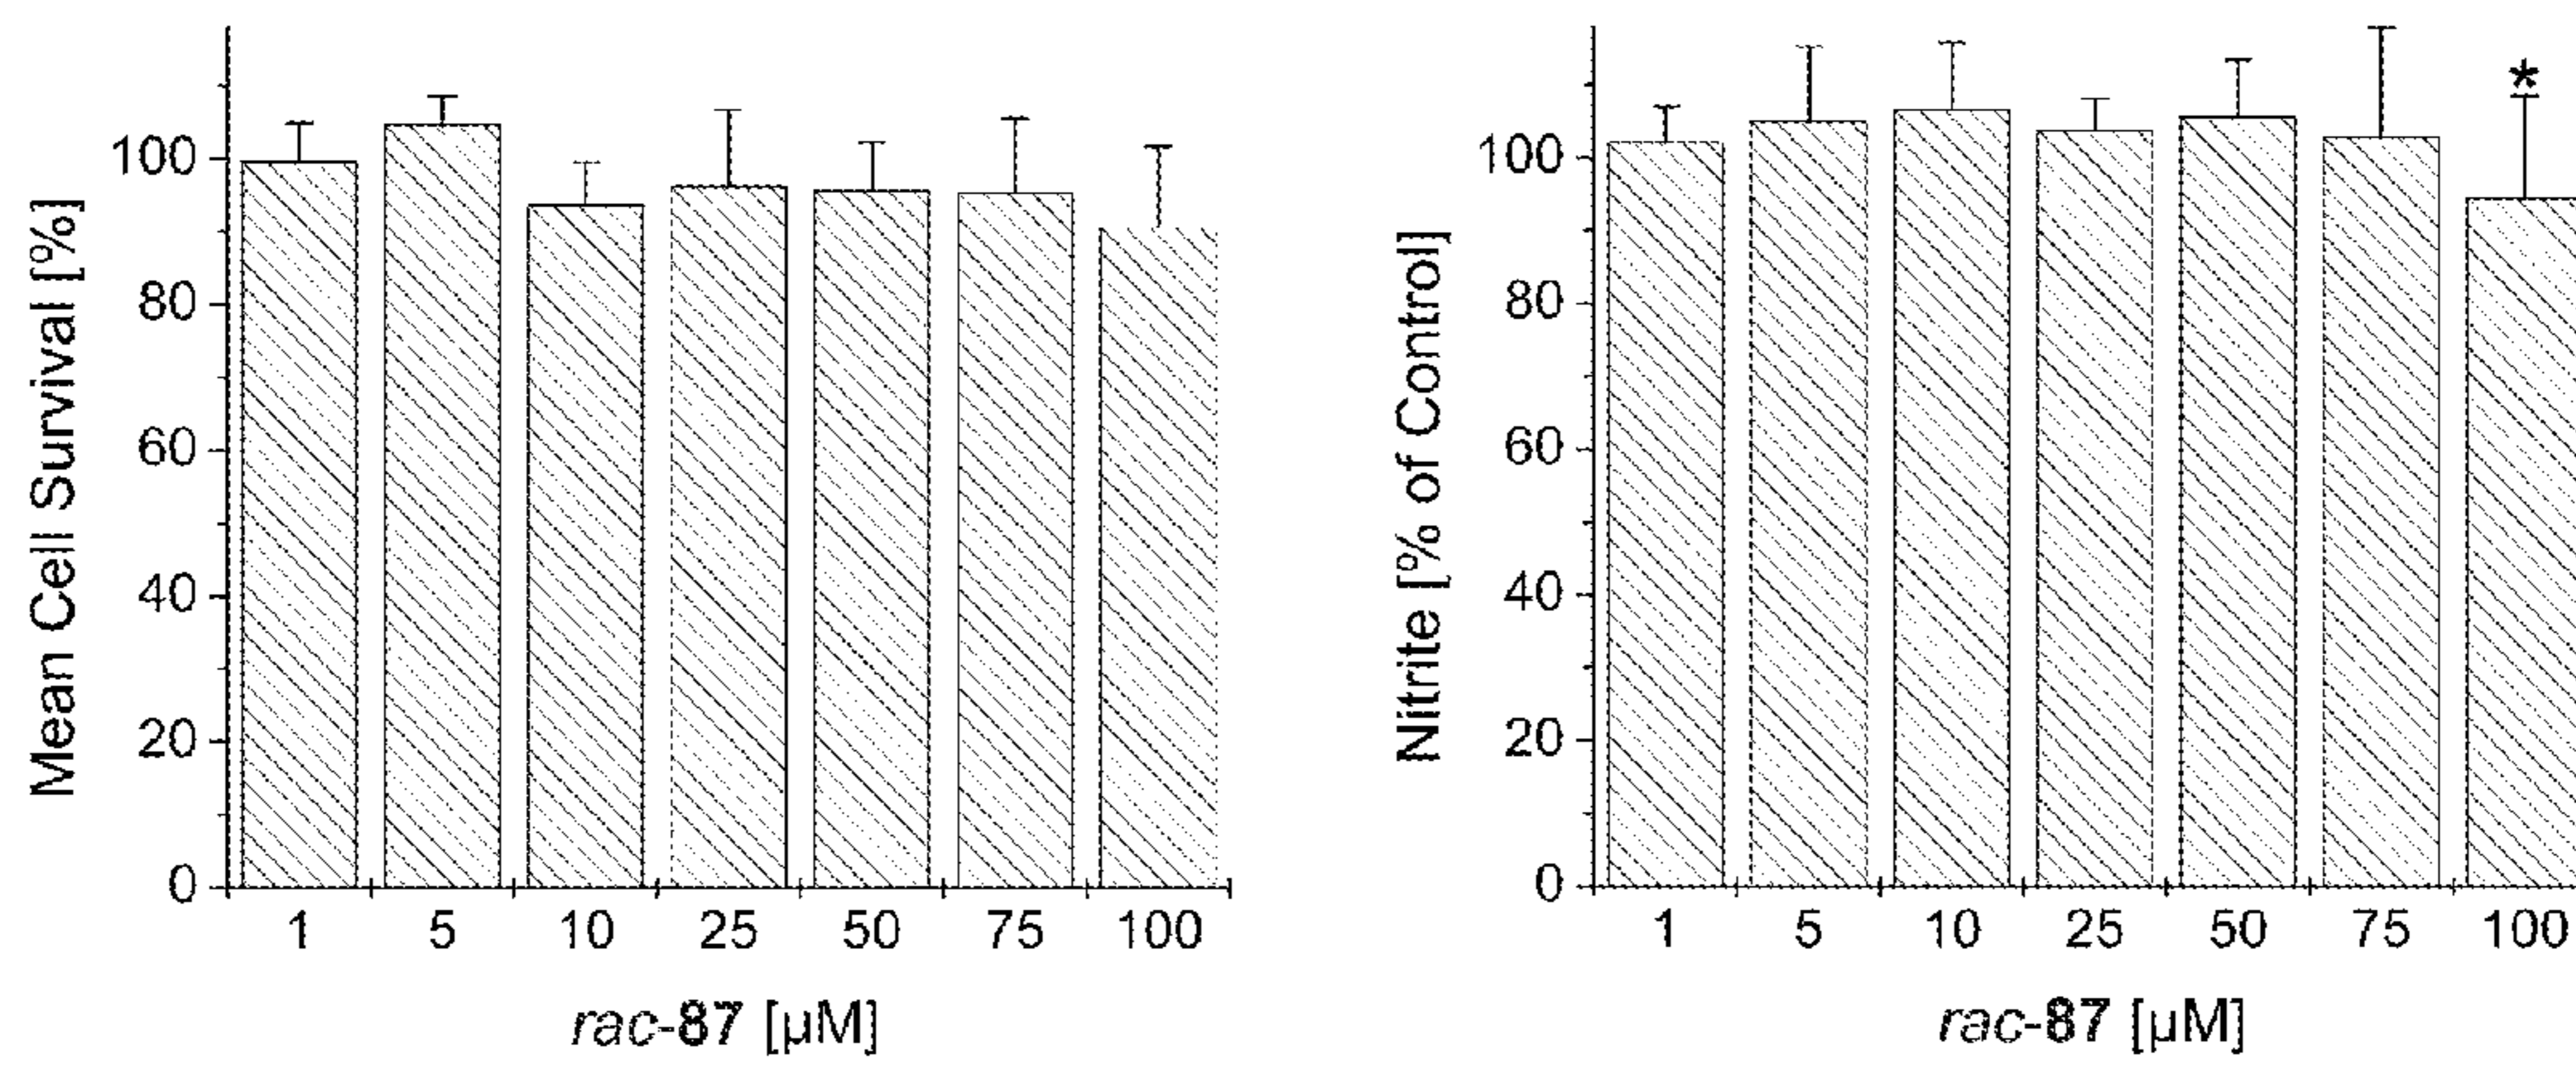 Mean Cell Survival [%]
100
80
60
40
20
0
1 5 10 25 50 75 100
rac-87 [µM]
Nitrite [% of Control]
100
80
60
40
20
0
*
1 5 10 25 50 75 100
rac-87 [µM]